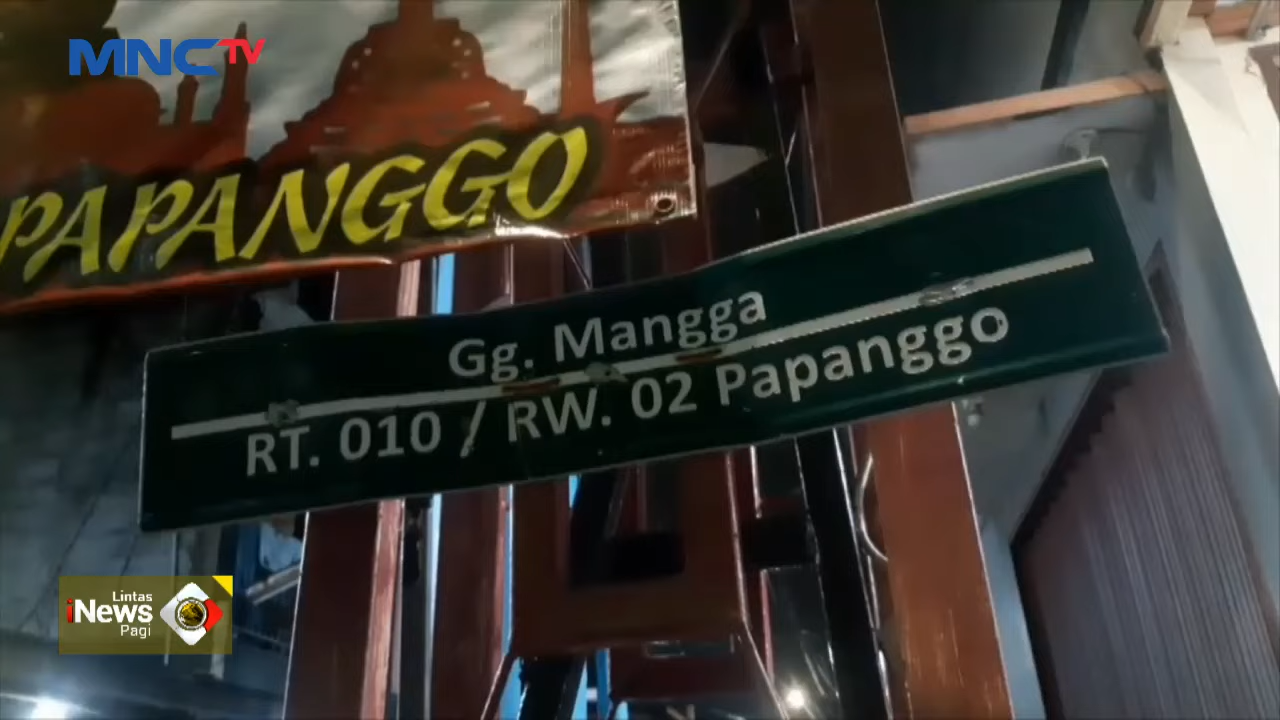 MNCTV
PAPANGGO
Gg. Mangga
RT. 010 / RW. 02 Papanggo
Lintas
iNews
Pagi